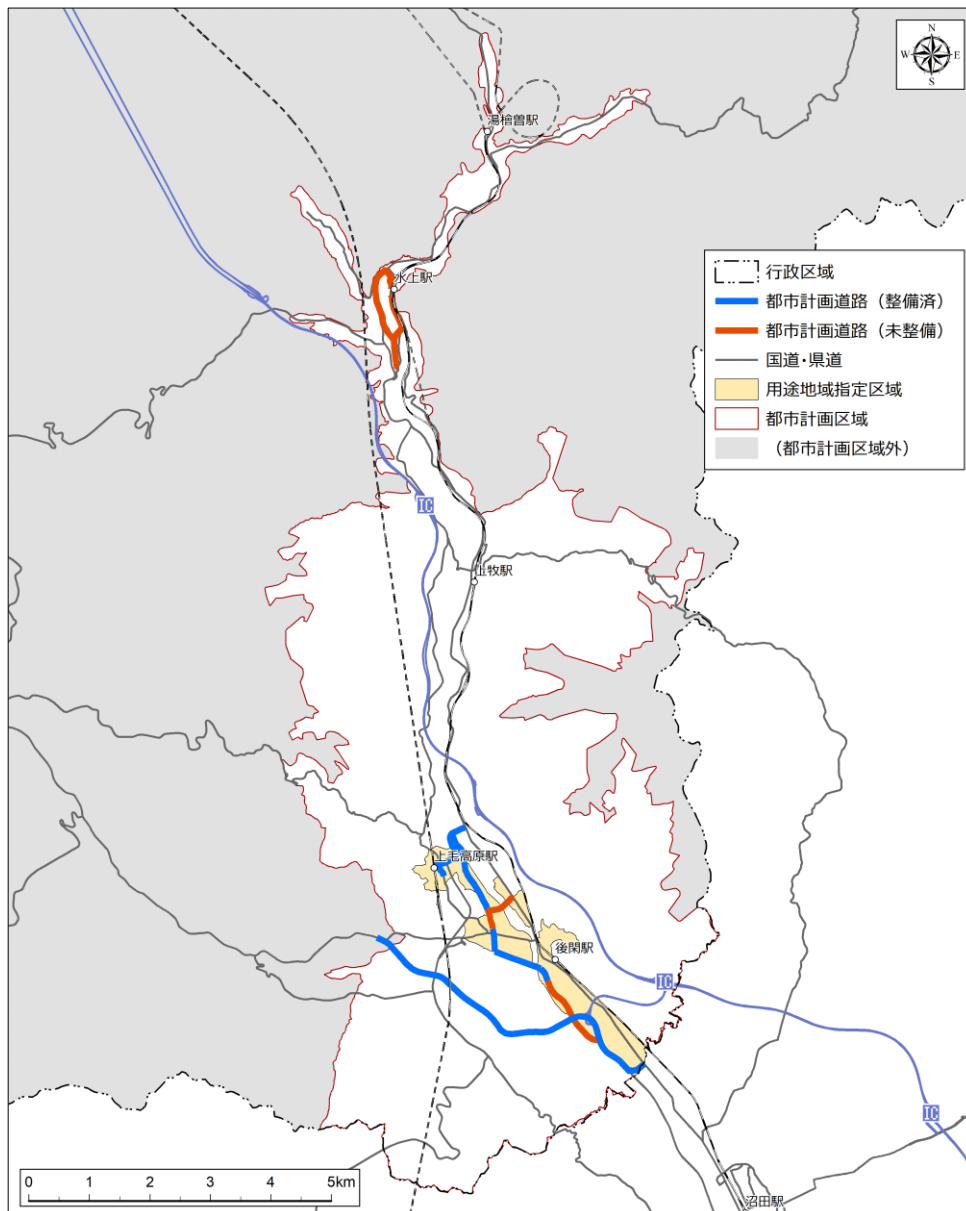 N
W
E
S
湯檜曽駅
水上駅
行政区域
都市計画道路（整備済）
都市計画道路（未整備）
国道・県道
用途地域指定区域
都市計画区域
（都市計画区域外）
IC
上牧駅
上毛高原駅
後閑駅
IC
IC
0 1 2 3 4 5km
沼田駅